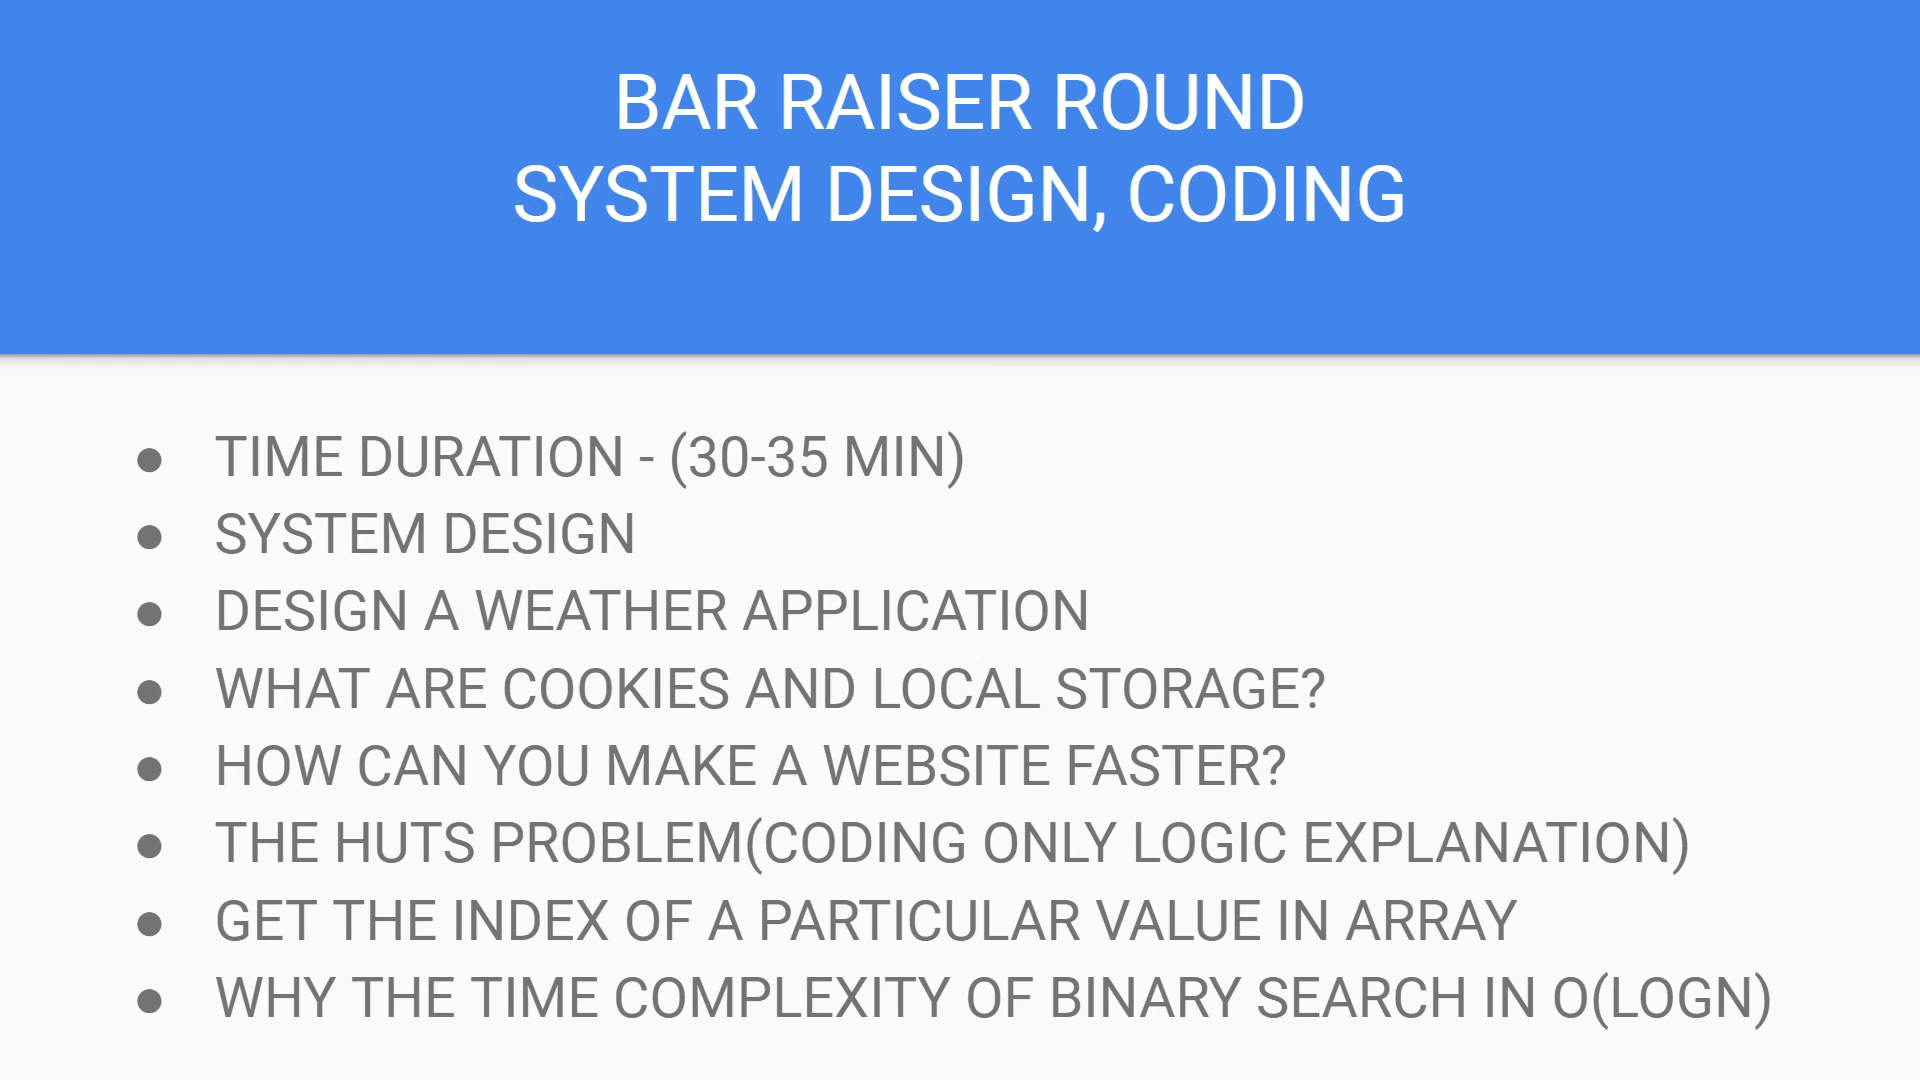 BAR RAISER ROUND
SYSTEM DESIGN, CODING
● TIME DURATION - (30-35 MIN)
● SYSTEM DESIGN
● DESIGN A WEATHER APPLICATION
● WHAT ARE COOKIES AND LOCAL STORAGE?
● HOW CAN YOU MAKE A WEBSITE FASTER?
● THE HUTS PROBLEM(CODING ONLY LOGIC EXPLANATION)
● GET THE INDEX OF A PARTICULAR VALUE IN ARRAY
● WHY THE TIME COMPLEXITY OF BINARY SEARCH IN O(LOGN)